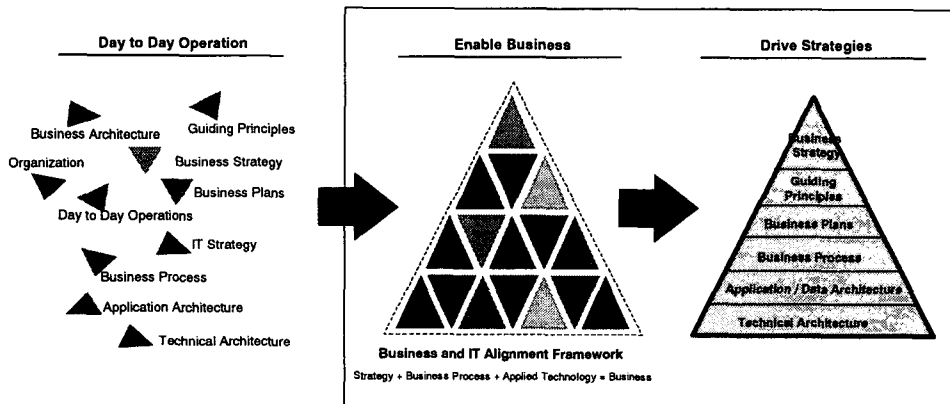 Day to Day Operation
Business Architecture
Guiding Principles
Organization
Business Strategy
Business Plans
Day to Day Operations
IT Strategy
Business Process
Application Architecture
Technical Architecture
Enable Business
Business and IT Alignment Framework
Strategy + Business Process + Applied Technology = Business
Drive Strategies
Business
Strategy
Guiding
Principles
Business Plans
Business Process
Application / Data Architecture
Technical Architecture